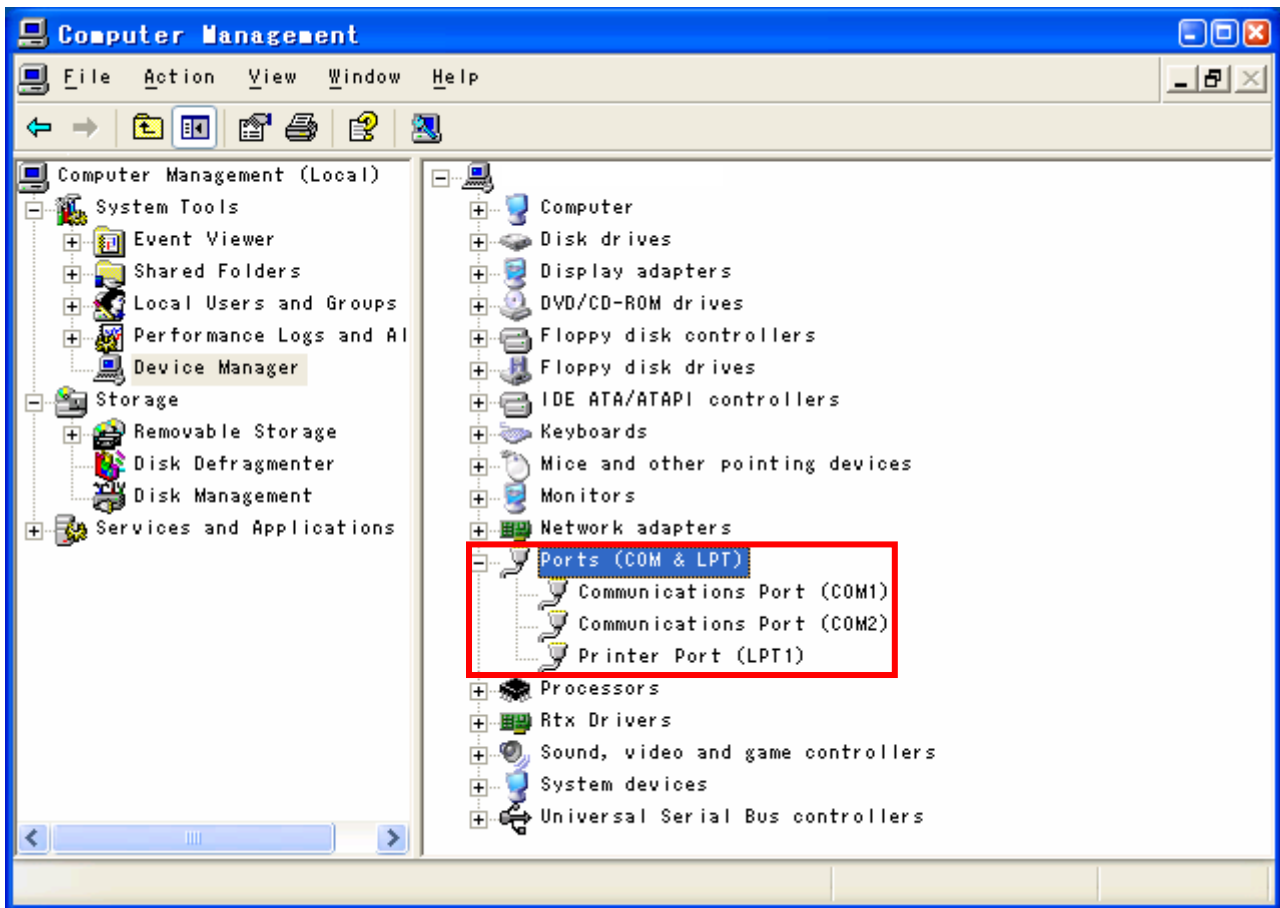 Computer Management
File Action View Window Help
Computer Management (Local)
System Tools
Event Viewer
Shared Folders
Local Users and Groups
Performance Logs and Al
Device Manager
Storage
Removable Storage
Disk Defragmenter
Disk Management
Services and Applications
Computer
Disk drives
Display adapters
DVD/CD-ROM drives
Floppy disk controllers
Floppy disk drives
IDE ATA/ATAPI controllers
Keyboards
Mice and other pointing devices
Monitors
Network adapters
Ports (COM & LPT)
Communications Port (COM1)
Communications Port (COM2)
Printer Port (LPT1)
Processors
Rtx Drivers
Sound, video and game controllers
System devices
Universal Serial Bus controllers